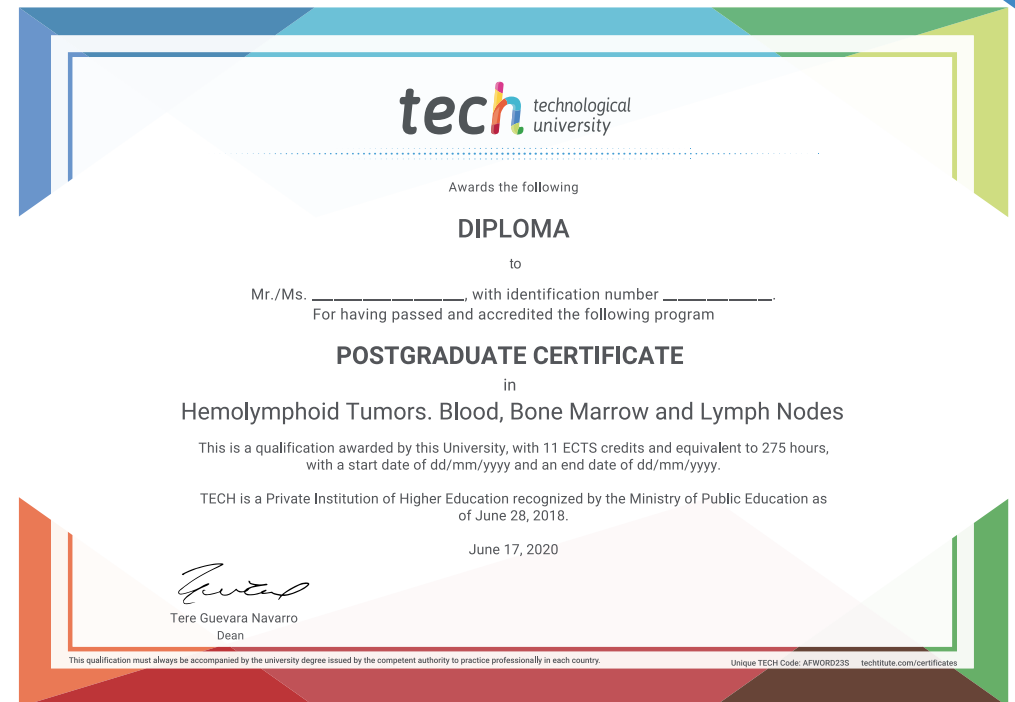 tech technological
university
Awards the following
DIPLOMA
to
Mr./Ms. _________________, with identification number ____________.
For having passed and accredited the following program
POSTGRADUATE CERTIFICATE
in
Hemolymphoid Tumors. Blood, Bone Marrow and Lymph Nodes
This is a qualification awarded by this University, with 11 ECTS credits and equivalent to 275 hours,
with a start date of dd/mm/yyyy and an end date of dd/mm/yyyy.
TECH is a Private Institution of Higher Education recognized by the Ministry of Public Education as
of June 28, 2018.
June 17, 2020
Tere Guevara Navarro
Dean
This qualification must always be accompanied by the university degree issued by the competent authority to practice professionally in each country.
Unique TECH Code: AFWORD23S techtitute.com/certificates